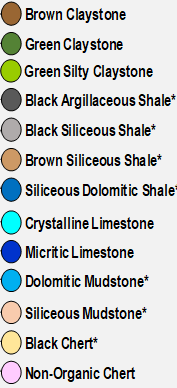 Brown Claystone
Green Claystone
Green Silty Claystone
Black Argillaceous Shale*
Black Siliceous Shale*
Brown Siliceous Shale*
Siliceous Dolomitic Shale*
Crystalline Limestone
Micritic Limestone
Dolomitic Mudstone*
Siliceous Mudstone*
Black Chert*
Non-Organic Chert